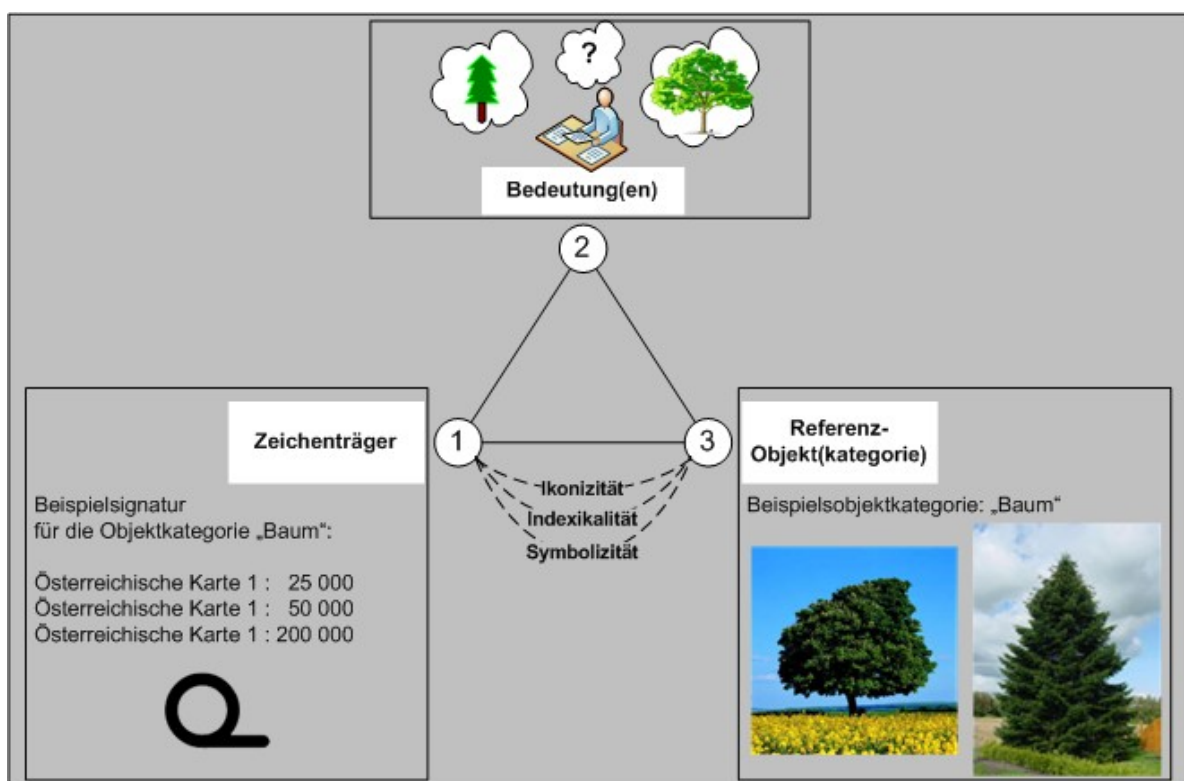 ?
Bedeutung(en)
2
Zeichenträger
1
3
Referenz-
Objekt(kategorie)
Ikonizität
Indexikalität
Symbolizität
Beispielsignatur
für die Objektkategorie „Baum“:
Österreichische Karte 1 : 25 000
Österreichische Karte 1 : 50 000
Österreichische Karte 1 : 200 000
Beispielsobjektkategorie: „Baum“